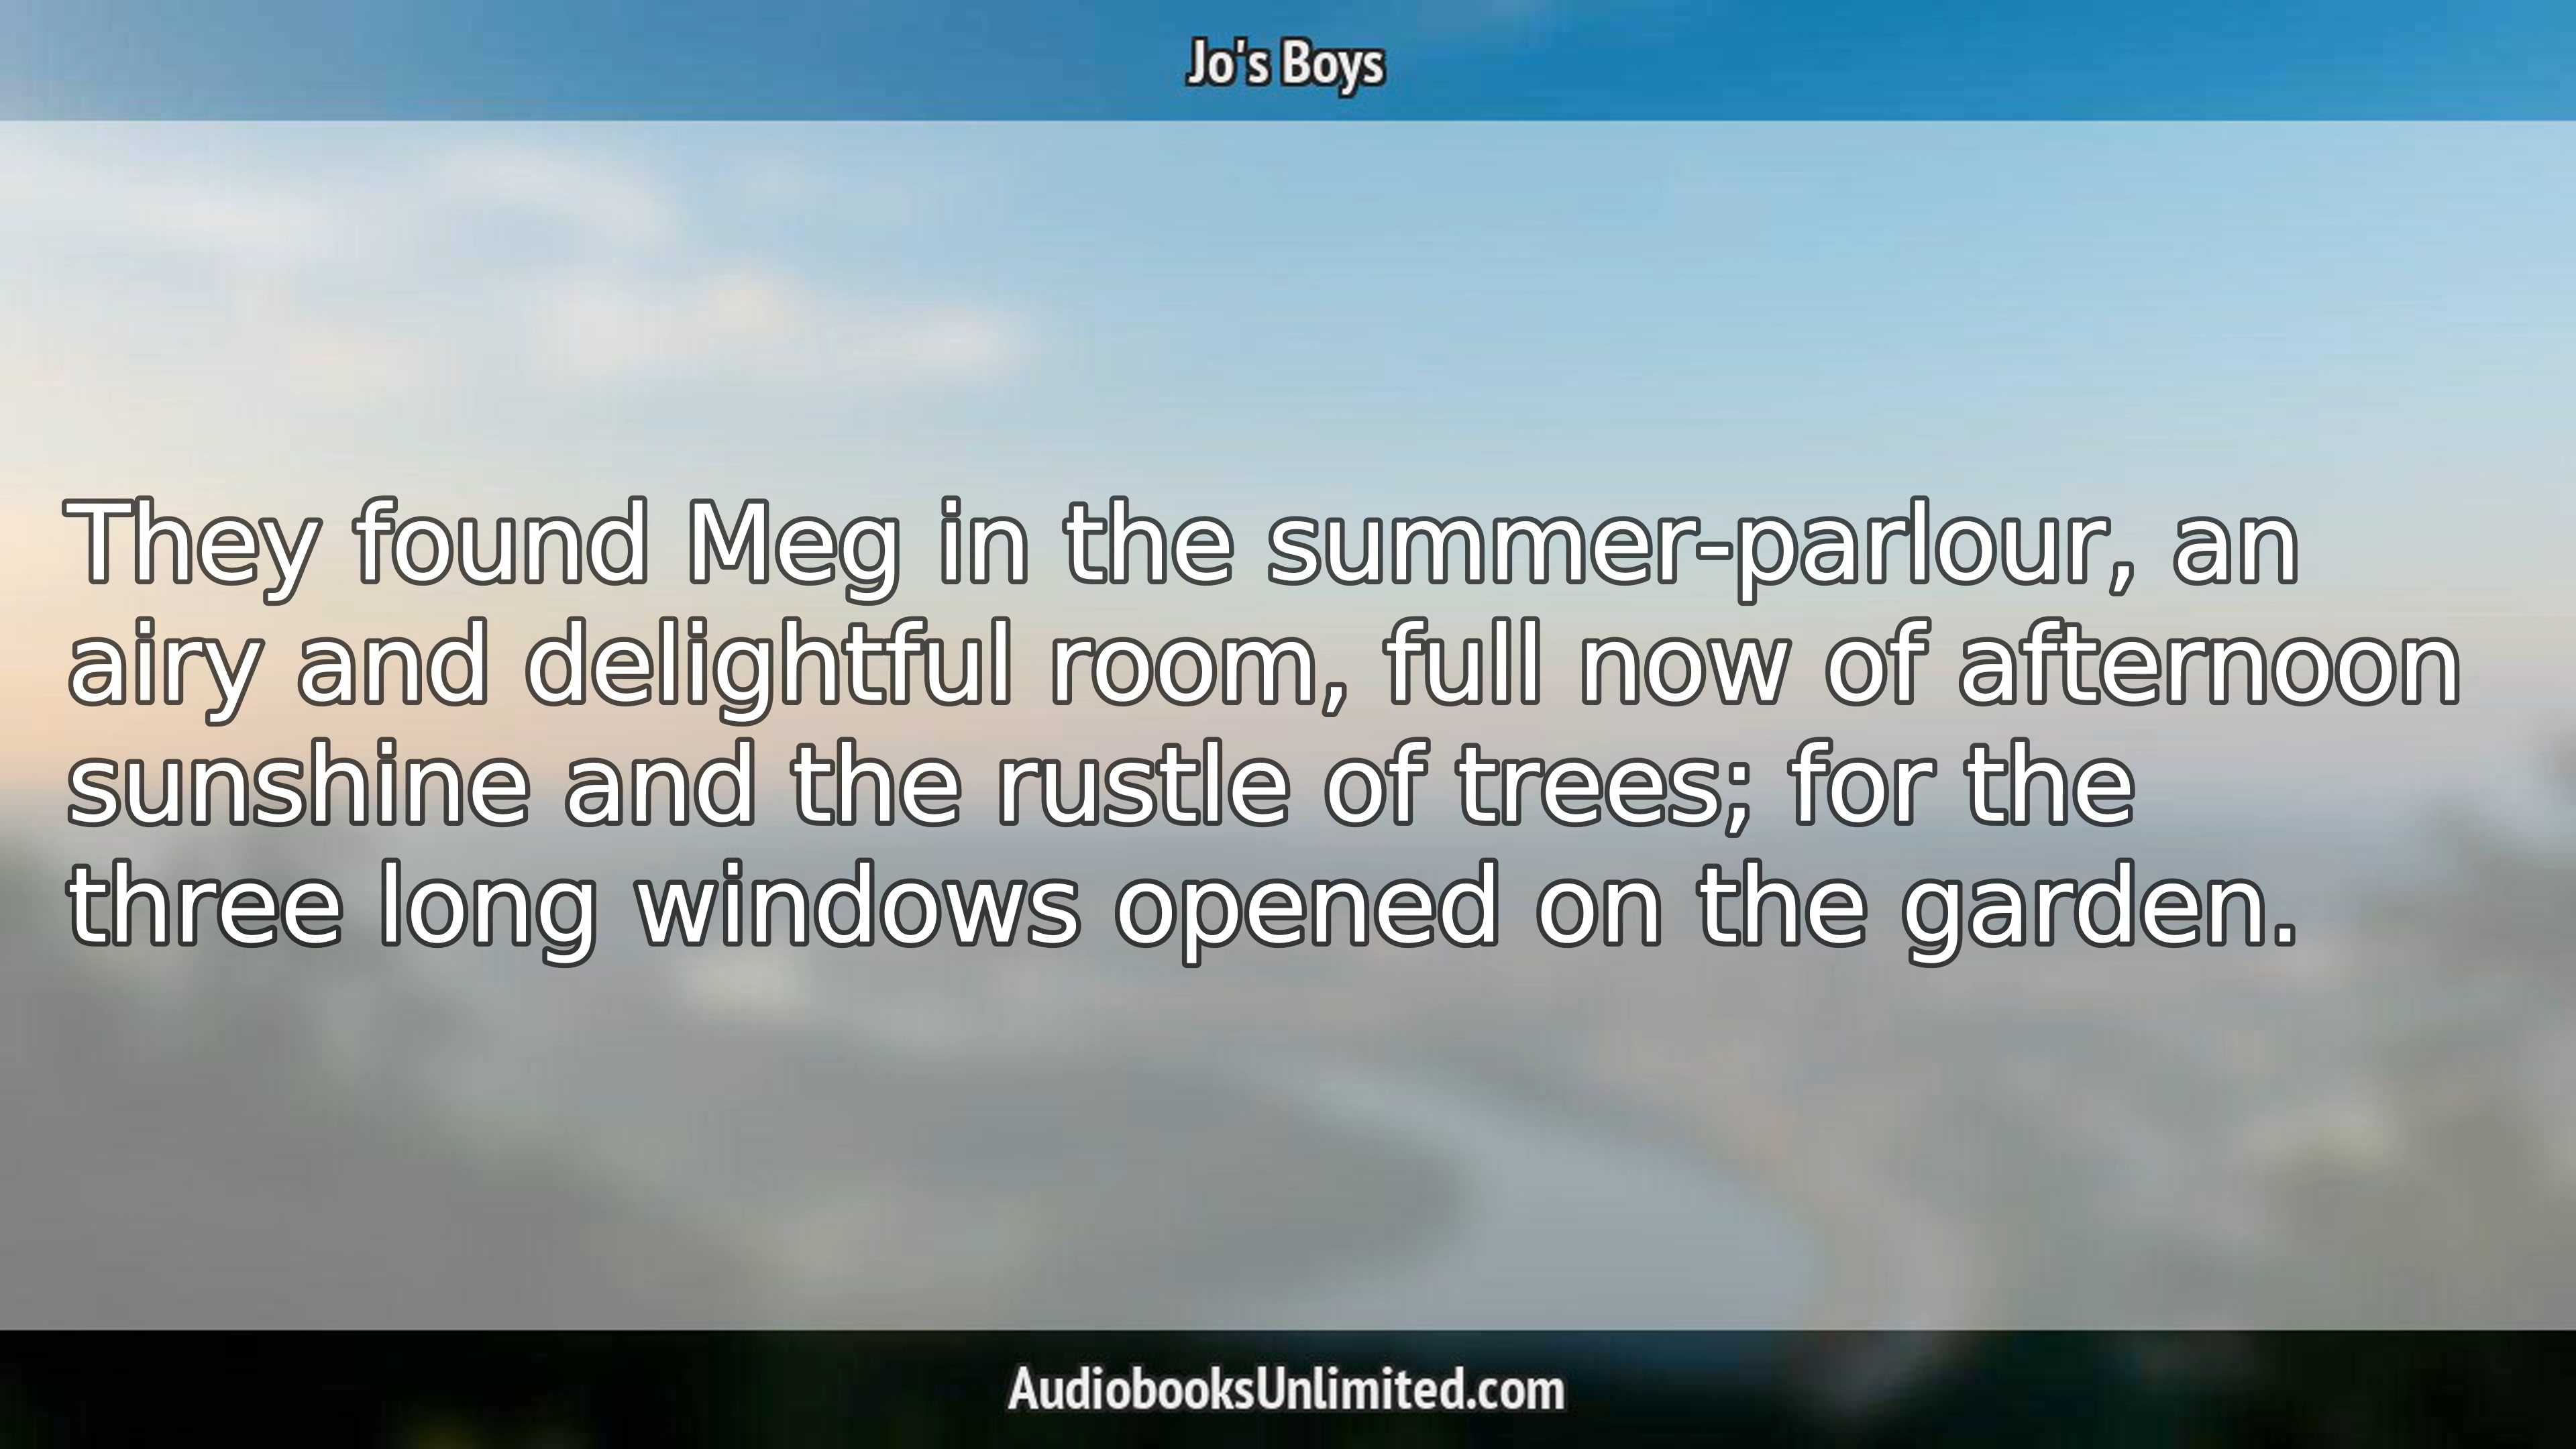 Jo's Boys
They found Meg in the summer-parlour, an
airy and delightful room, full now of afternoon
sunshine and the rustle of trees; for the
three long windows opened on the garden.
AudiobooksUnlimited.com